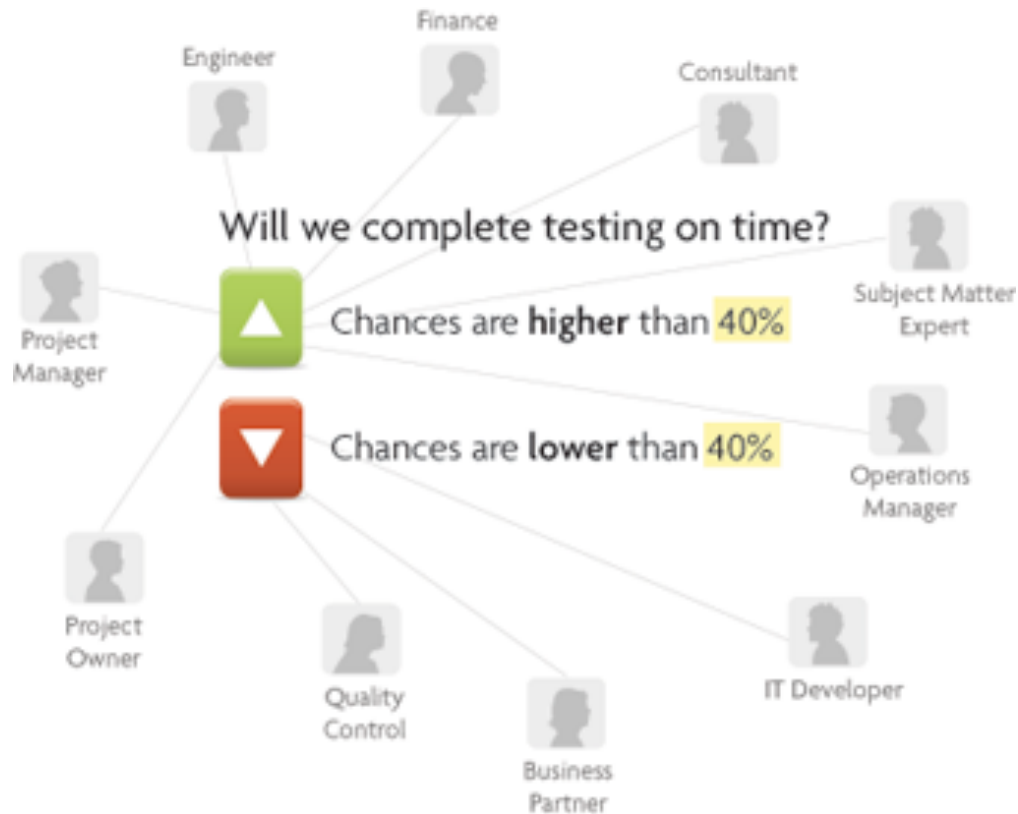 Finance
Engineer
Consultant
Will we complete testing on time?
Subject Matter
Expert
Chances are higher than 40%
Project
Manager
Chances are lower than 40%
Operations
Manager
Project
Owner
Quality
Control
IT Developer
Business
Partner